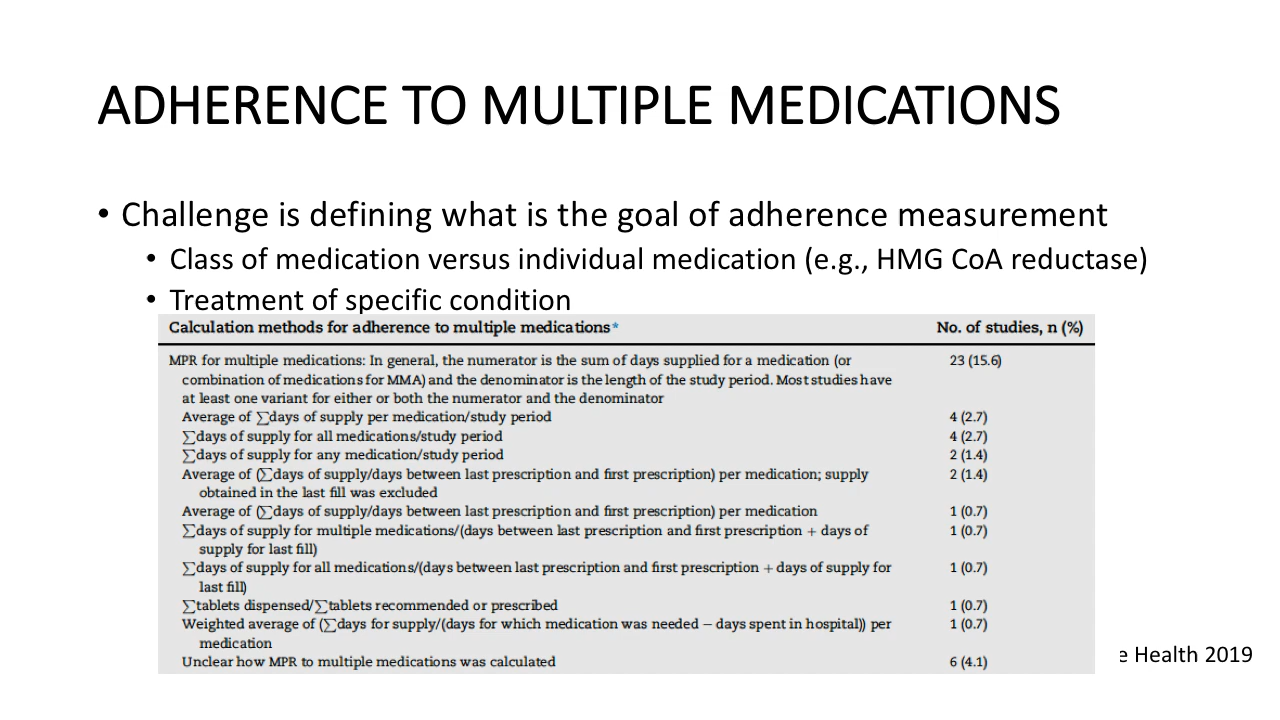 ADHERENCE TO MULTIPLE MEDICATIONS
• Challenge is defining what is the goal of adherence measurement
• Class of medication versus individual medication (e.g., HMG CoA reductase)
• Treatment of specific condition
Calculation methods for adherence to multiple medications* No. of studies, n (%)
MPR for multiple medications: In general, the numerator is the sum of days supplied for a medication (or 23 (15.6)
combination of medications for MMA) and the denominator is the length of the study period. Most studies have
at least one variant for either or both the numerator and the denominator
Average of ∑days of supply per medication/study period 4 (2.7)
∑days of supply for all medications/study period 4 (2.7)
∑days of supply for any medication/study period 2 (1.4)
Average of (∑days of supply/days between last prescription and first prescription) per medication; supply 2 (1.4)
obtained in the last fill was excluded
Average of (∑days of supply/days between last prescription and first prescription) per medication 1 (0.7)
∑days of supply for multiple medications/(days between last prescription and first prescription + days of 1 (0.7)
supply for last fill)
∑days of supply for all medications/(days between last prescription and first prescription + days of supply for 1 (0.7)
last fill)
∑tablets dispensed/∑tablets recommended or prescribed 1 (0.7)
Weighted average of (∑days for supply/(days for which medication was needed − days spent in hospital)) per 1 (0.7)
medication
Unclear how MPR to multiple medications was calculated 6 (4.1)
e Health 2019